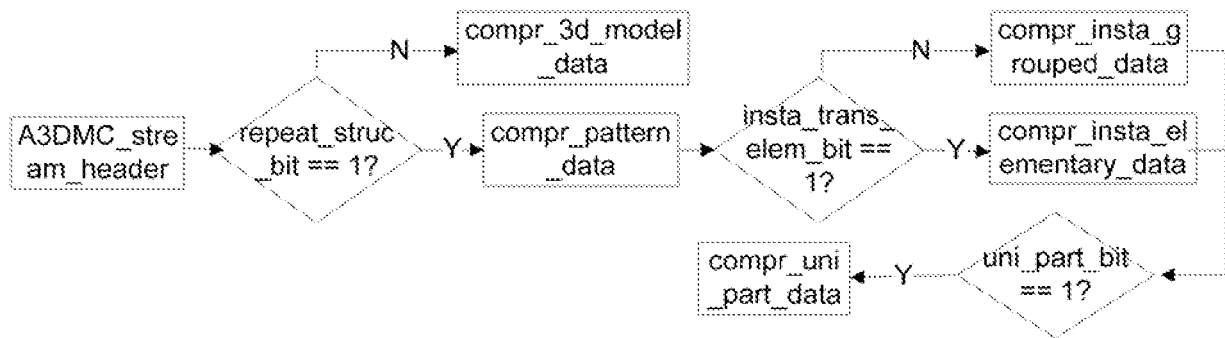 N
compr_3d_model
_data
N
compr_insta_g
rouped_data
A3DMC_stre
am_header
repeat_struc
_bit == 1?
Y
compr_pattern
_data
insta_trans_
elem_bit ==
1?
Y
compr_insta_el
ementary_data
compr_uni
_part_data
Y
uni_part_bit
== 1?